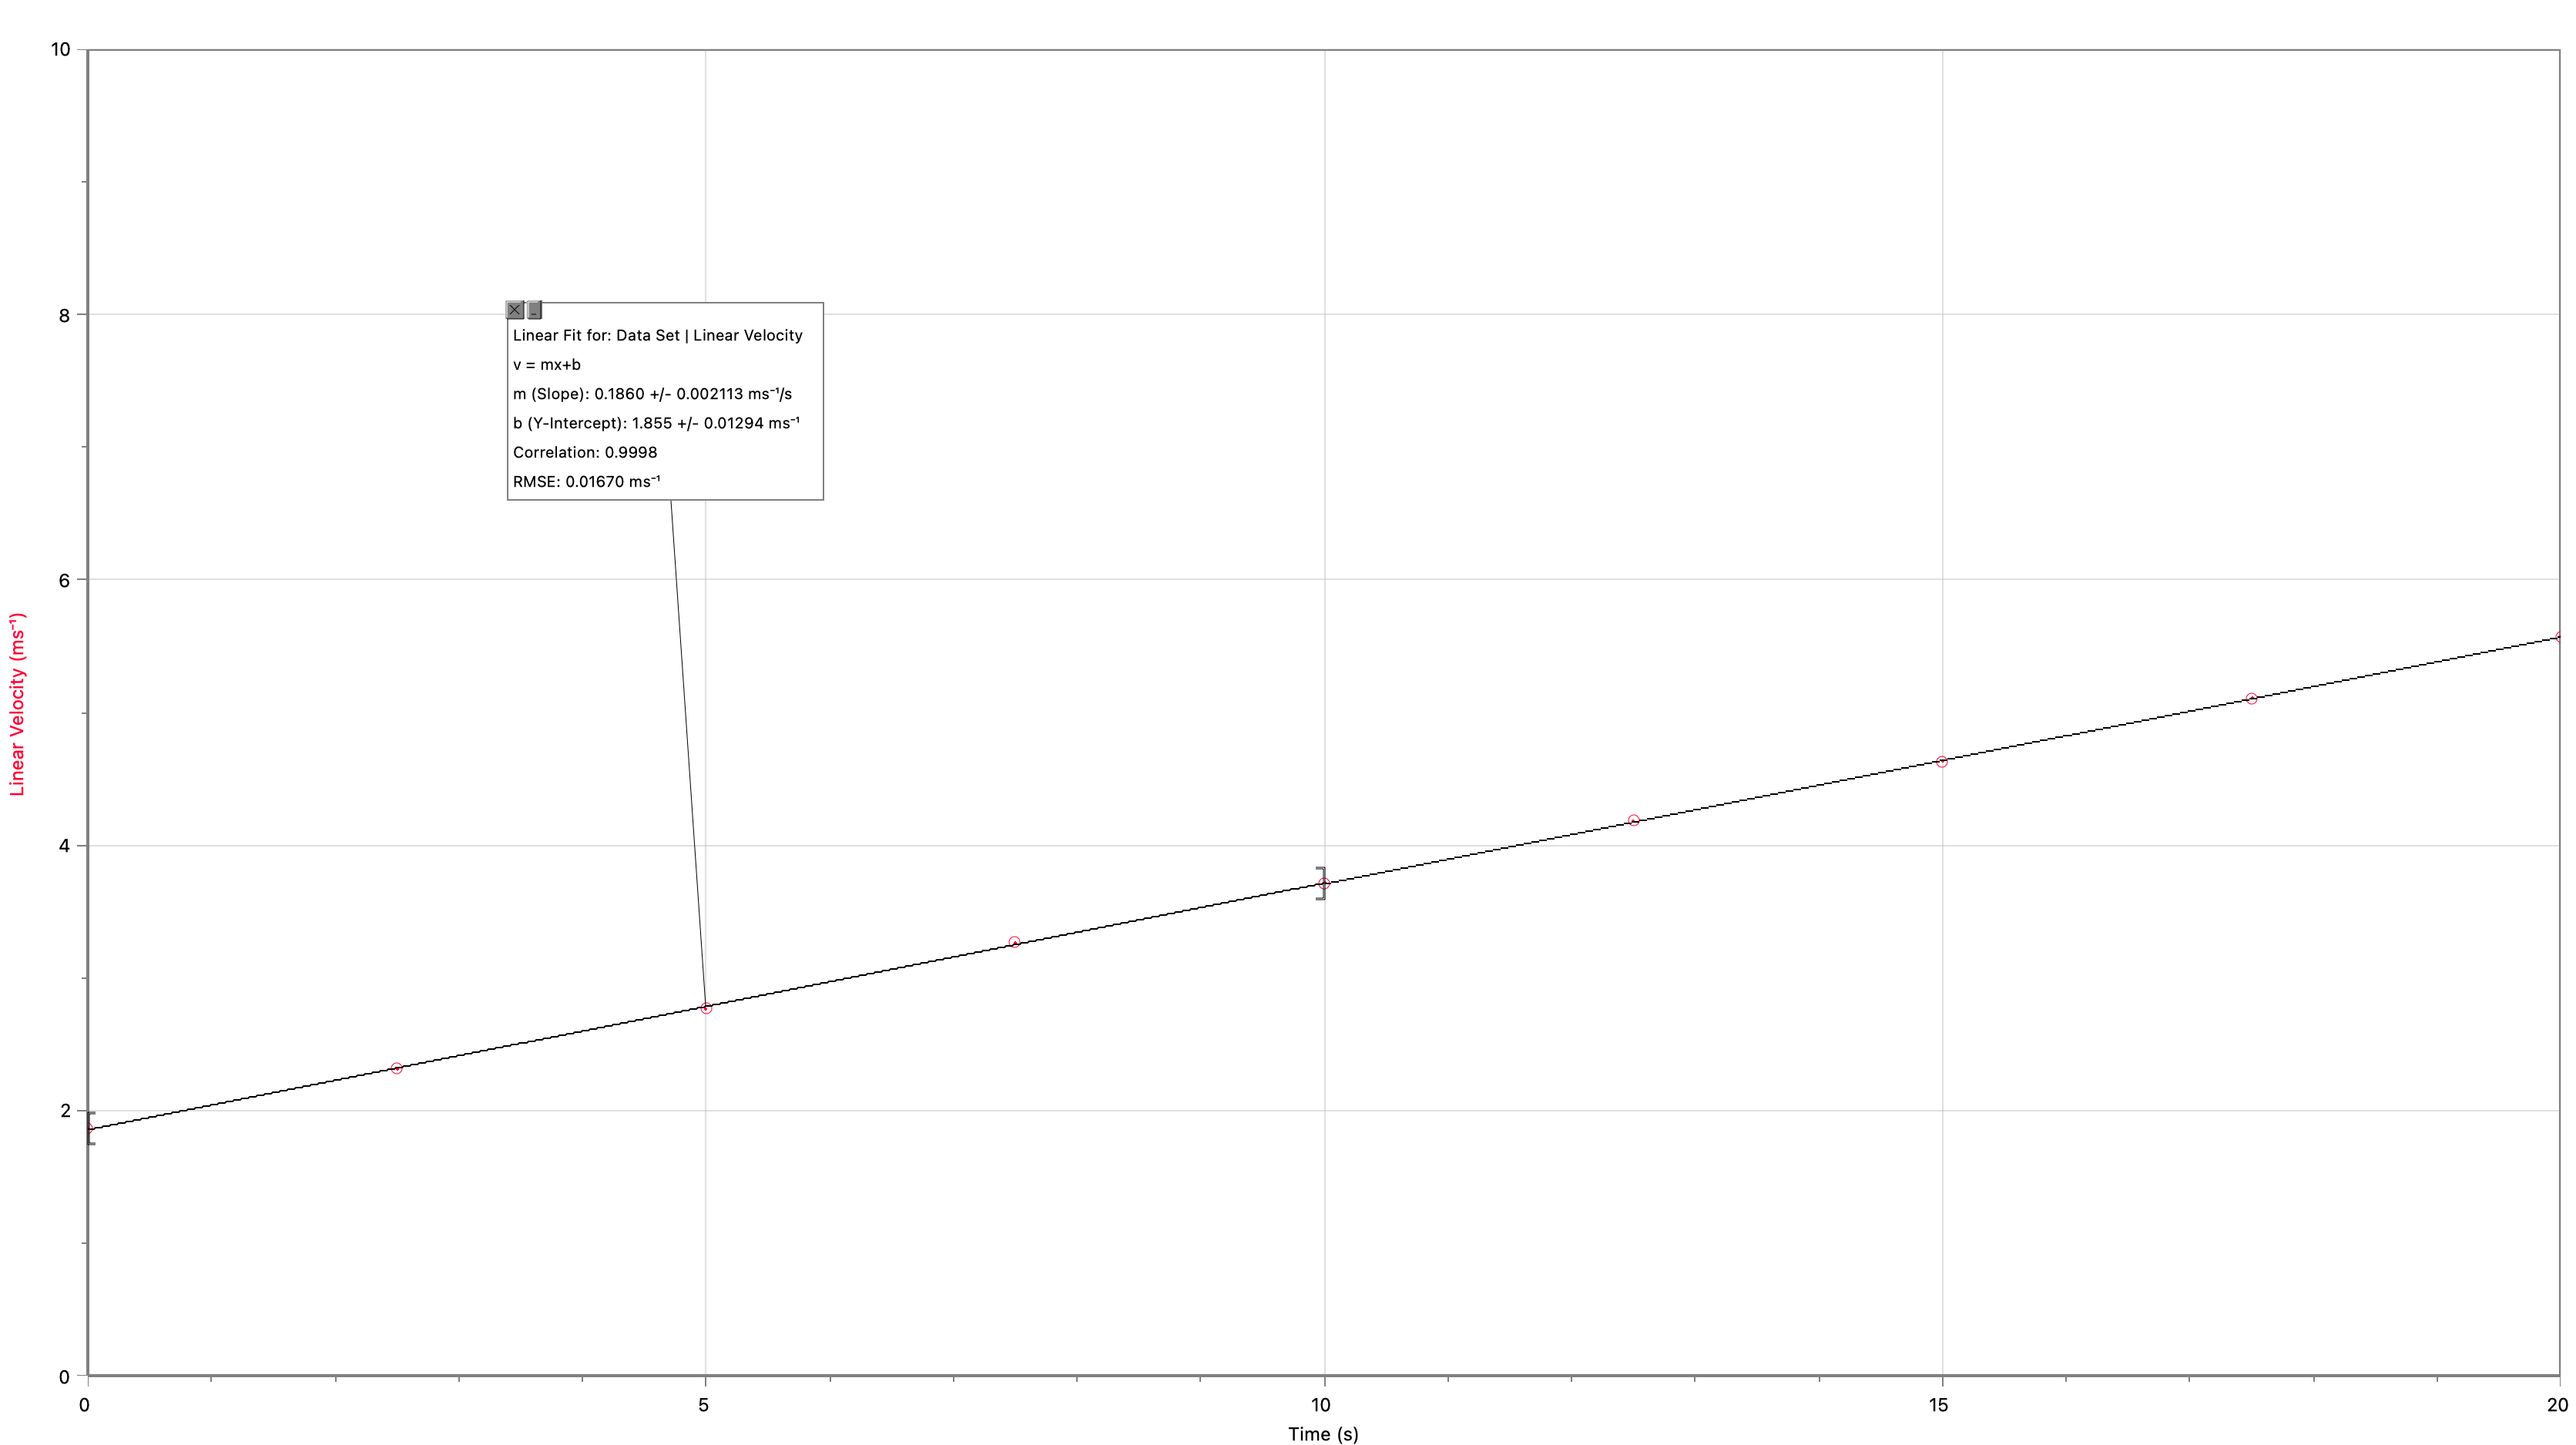 10
8
6
4
2
0
Linear Velocity (ms⁻¹)
Linear Fit for: Data Set | Linear Velocity
v = mx+b
m (Slope): 0.1860 +/- 0.002113 ms⁻¹/s
b (Y-Intercept): 1.855 +/- 0.01294 ms⁻¹
Correlation: 0.9998
RMSE: 0.01670 ms⁻¹
0 5 10 15 20
Time (s)